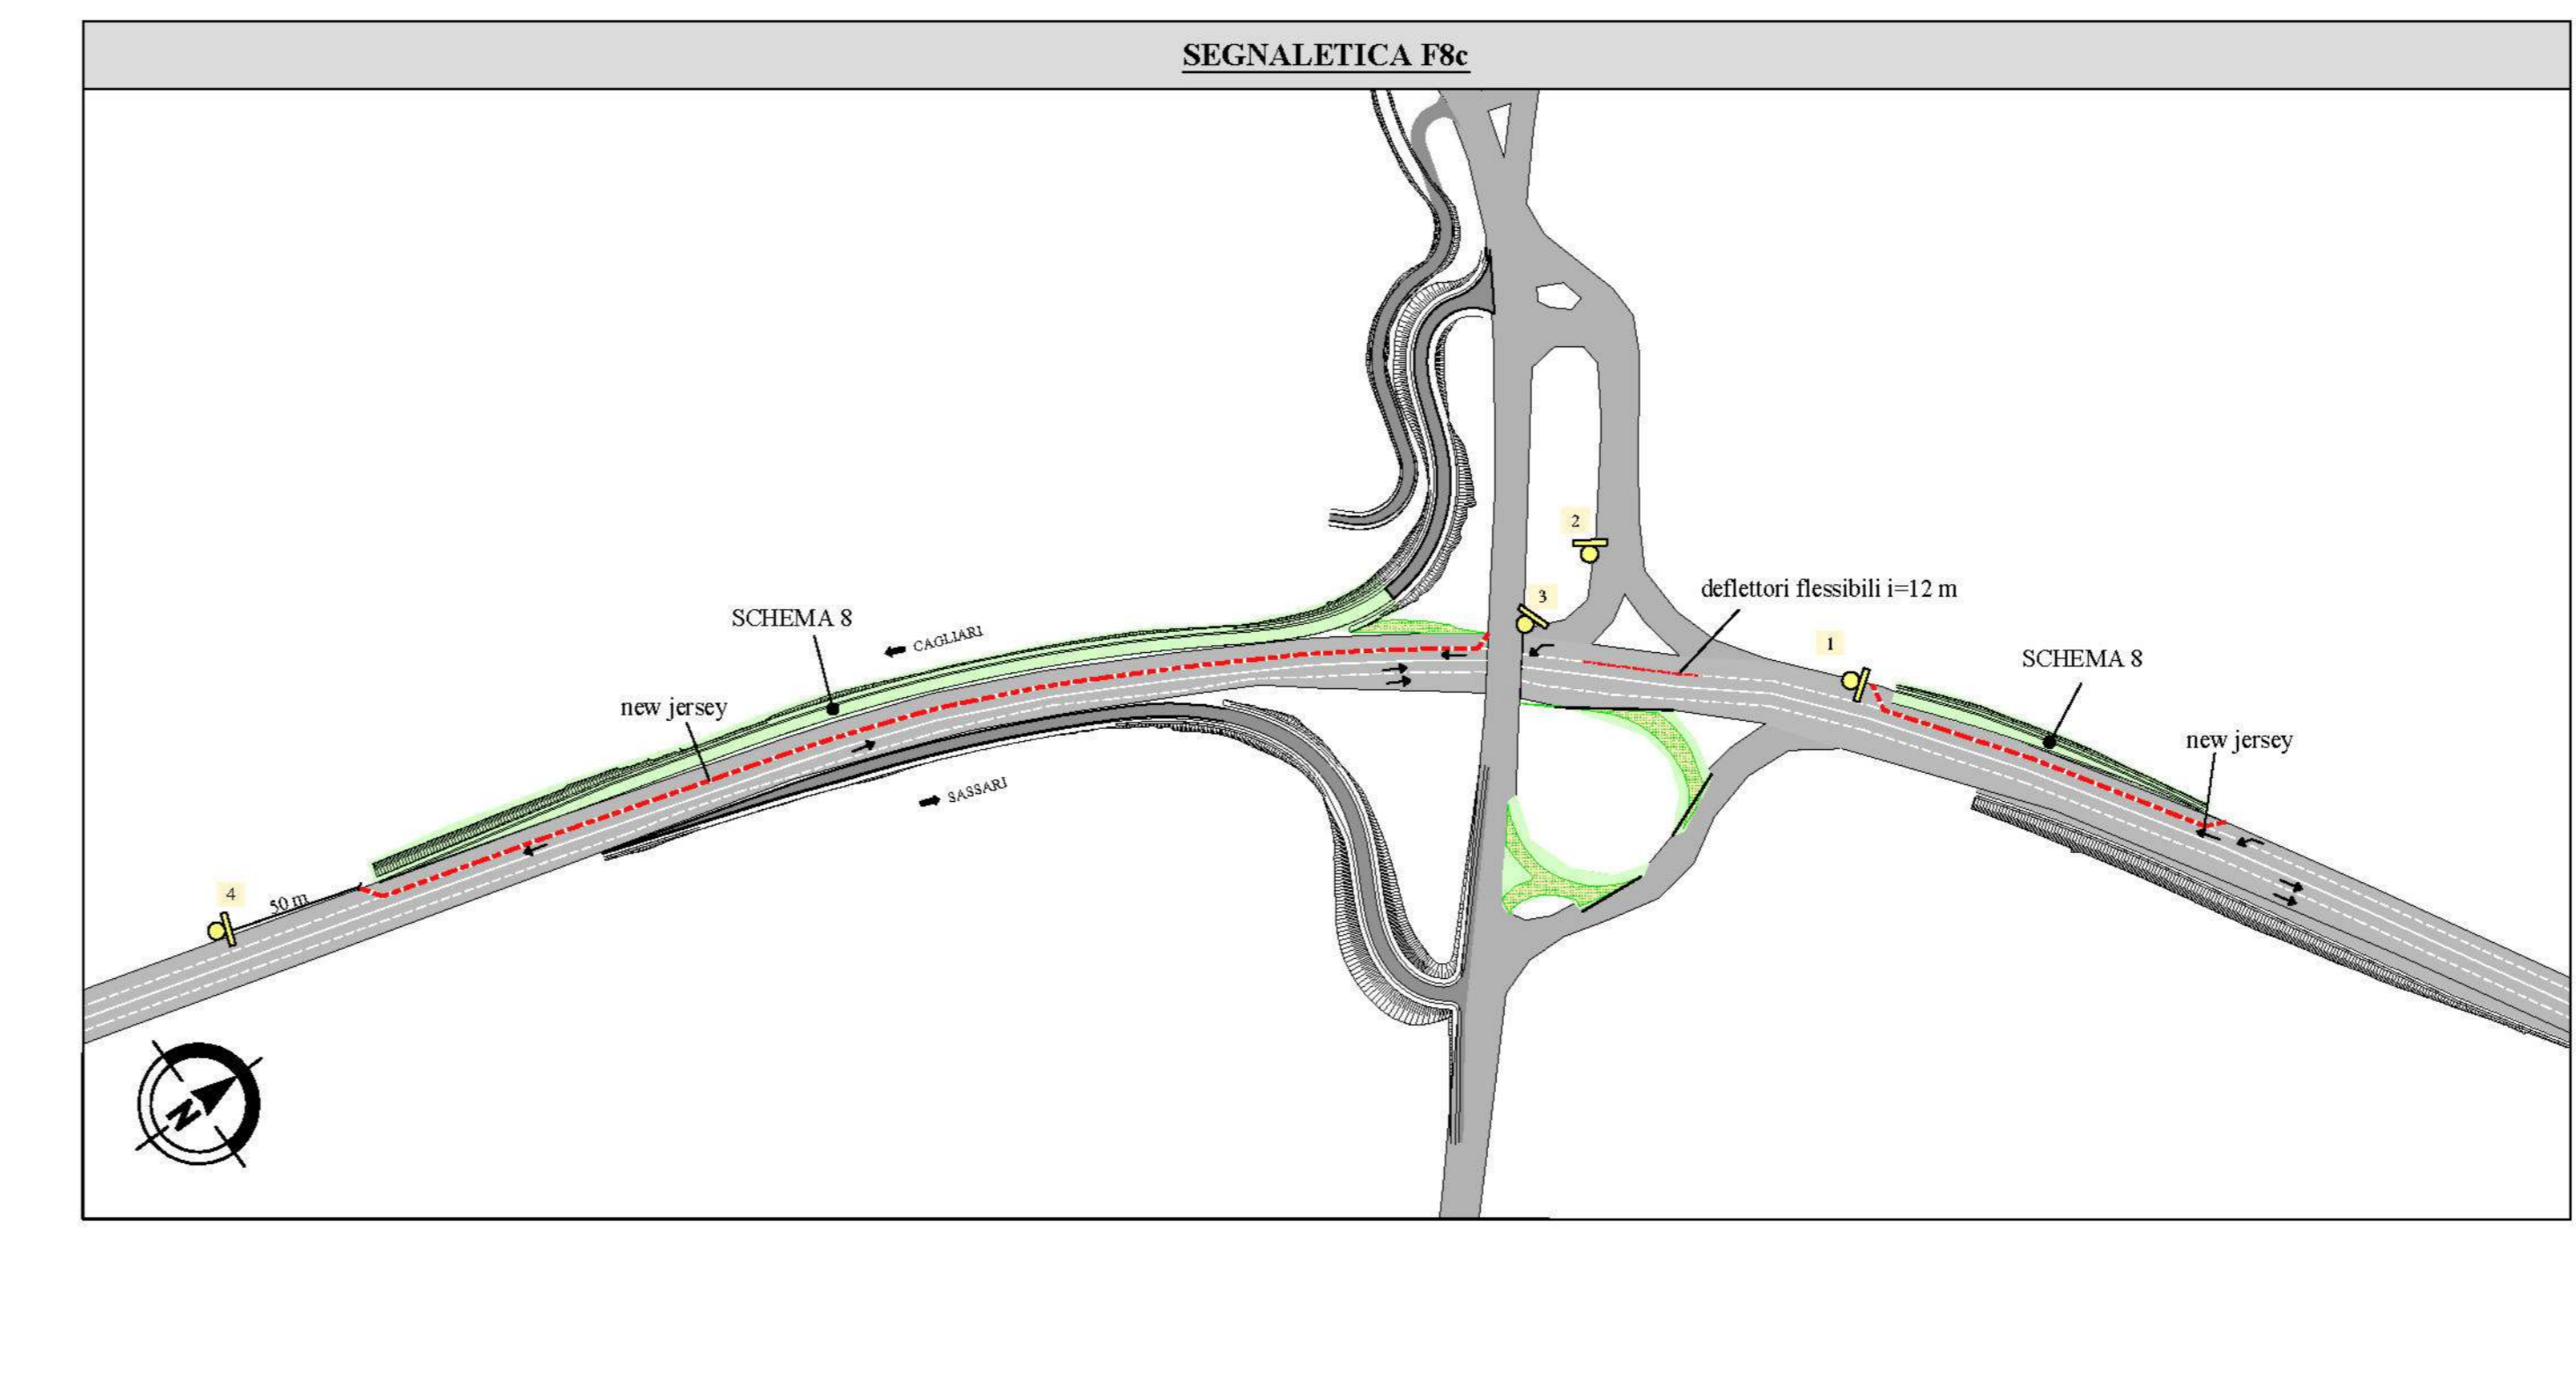 SEGNALETICA F8c
2
3
deflettori flessibili i=12 m
SCHEMA 8
CAGLIARI
1
SCHEMA 8
new jersey
new jersey
SASSARI
4
50 m
N